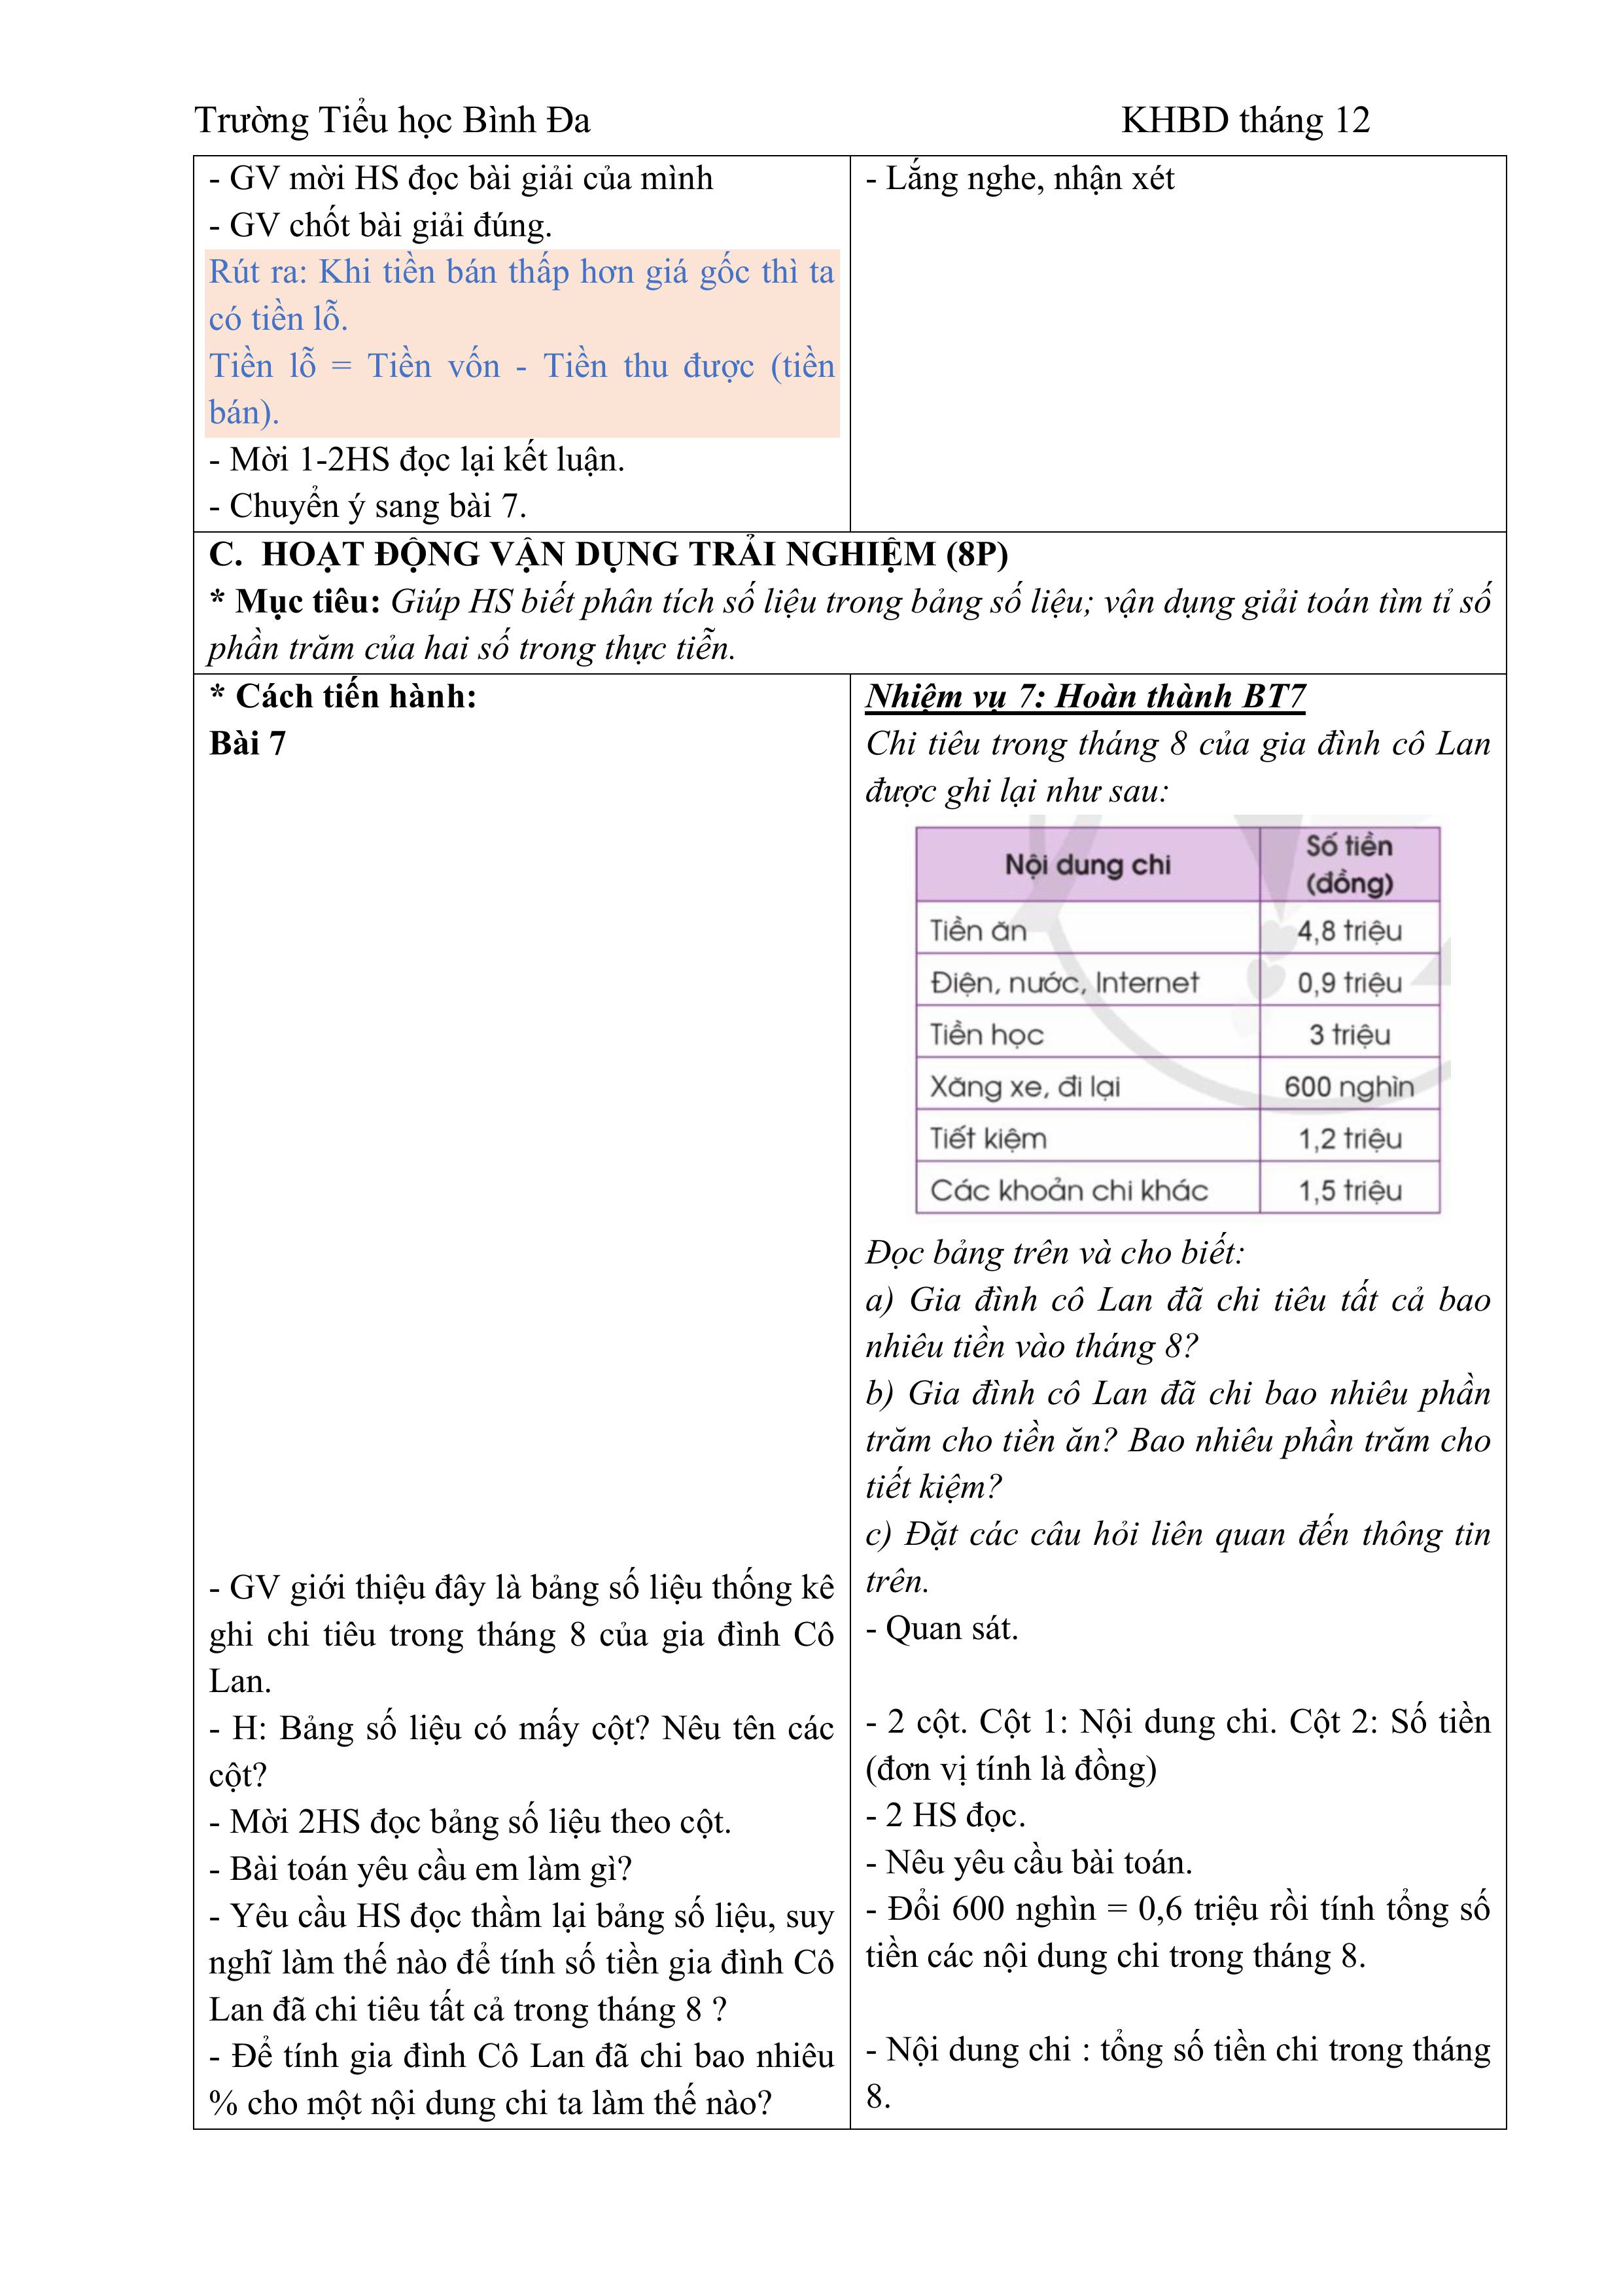 Trường Tiểu học Bình Đa KHBD tháng 12
- GV mời HS đọc bài giải của mình
- GV chốt bài giải đúng.
Rút ra: Khi tiền bán thấp hơn giá gốc thì ta
có tiền lỗ.
Tiền lỗ = Tiền vốn - Tiền thu được (tiền
bán).
- Mời 1-2HS đọc lại kết luận.
- Chuyển ý sang bài 7.
- Lắng nghe, nhận xét
C. HOẠT ĐỘNG VẬN DỤNG TRẢI NGHIỆM (8P)
* Mục tiêu: Giúp HS biết phân tích số liệu trong bảng số liệu; vận dụng giải toán tìm tỉ số
phần trăm của hai số trong thực tiễn.
* Cách tiến hành:
Bài 7
- GV giới thiệu đây là bảng số liệu thống kê
ghi chi tiêu trong tháng 8 của gia đình Cô
Lan.
- H: Bảng số liệu có mấy cột? Nêu tên các
cột?
- Mời 2HS đọc bảng số liệu theo cột.
- Bài toán yêu cầu em làm gì?
- Yêu cầu HS đọc thầm lại bảng số liệu, suy
nghĩ làm thế nào để tính số tiền gia đình Cô
Lan đã chi tiêu tất cả trong tháng 8 ?
- Để tính gia đình Cô Lan đã chi bao nhiêu
% cho một nội dung chi ta làm thế nào?
Nhiệm vụ 7: Hoàn thành BT7
Chi tiêu trong tháng 8 của gia đình cô Lan
được ghi lại như sau:
Nội dung chi Số tiền
(đồng)
Tiền ăn 4,8 triệu
Điện, nước, Internet 0,9 triệu
Tiền học 3 triệu
Xăng xe, đi lại 600 nghìn
Tiết kiệm 1,2 triệu
Các khoản chi khác 1,5 triệu
Đọc bảng trên và cho biết:
a) Gia đình cô Lan đã chi tiêu tất cả bao
nhiêu tiền vào tháng 8?
b) Gia đình cô Lan đã chi bao nhiêu phần
trăm cho tiền ăn? Bao nhiêu phần trăm cho
tiết kiệm?
c) Đặt các câu hỏi liên quan đến thông tin
trên.
- Quan sát.
- 2 cột. Cột 1: Nội dung chi. Cột 2: Số tiền
(đơn vị tính là đồng)
- 2 HS đọc.
- Nêu yêu cầu bài toán.
- Đổi 600 nghìn = 0,6 triệu rồi tính tổng số
tiền các nội dung chi trong tháng 8.
- Nội dung chi : tổng số tiền chi trong tháng
8.